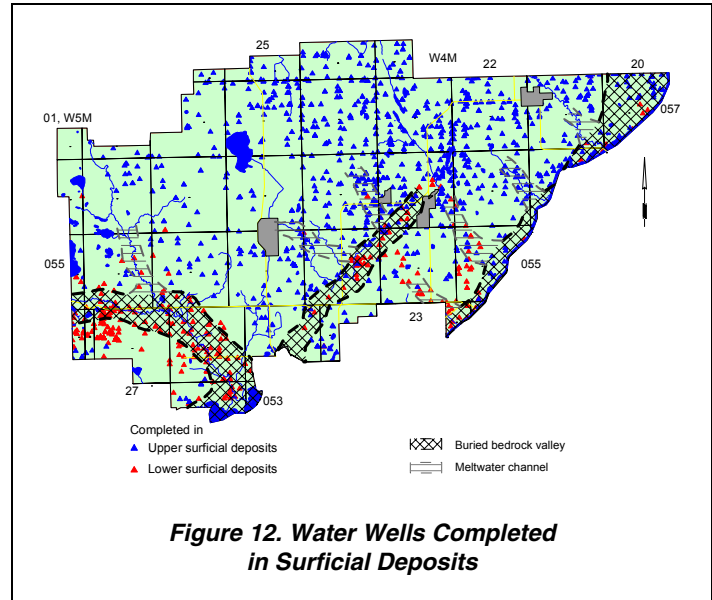 25
W4M
22
20
057
01, W5M
055
055
23
27
053
Completed in
Upper surficial deposits
Lower surficial deposits
Buried bedrock valley
Meltwater channel
Figure 12. Water Wells Completed
in Surficial Deposits